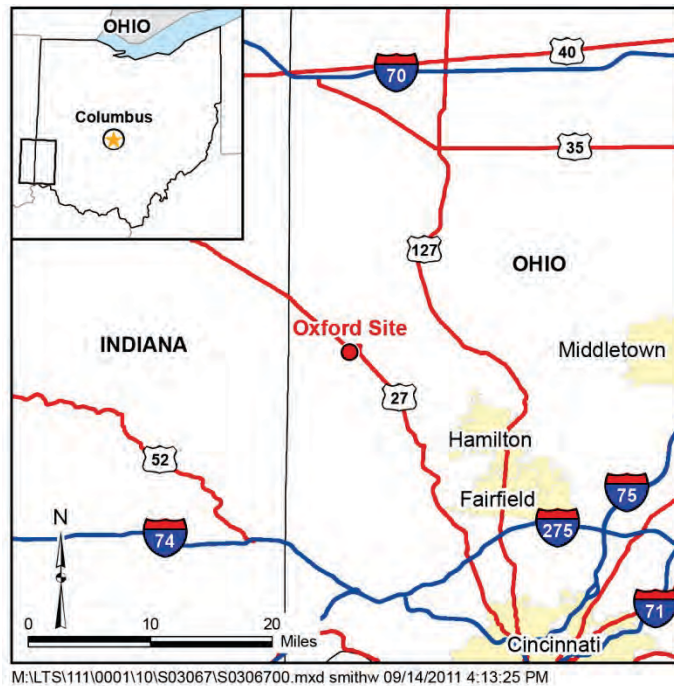 OHIO
Columbus
40
70
35
127
OHIO
Oxford Site
INDIANA
Middletown
27
Hamilton
52
Fairfield
75
N
74
275
71
0 10 20
Miles
Cincinnati
M:\LTS\111\0001\10\S03067\S0306700.mxd smithw 09/14/2011 4:13:25 PM